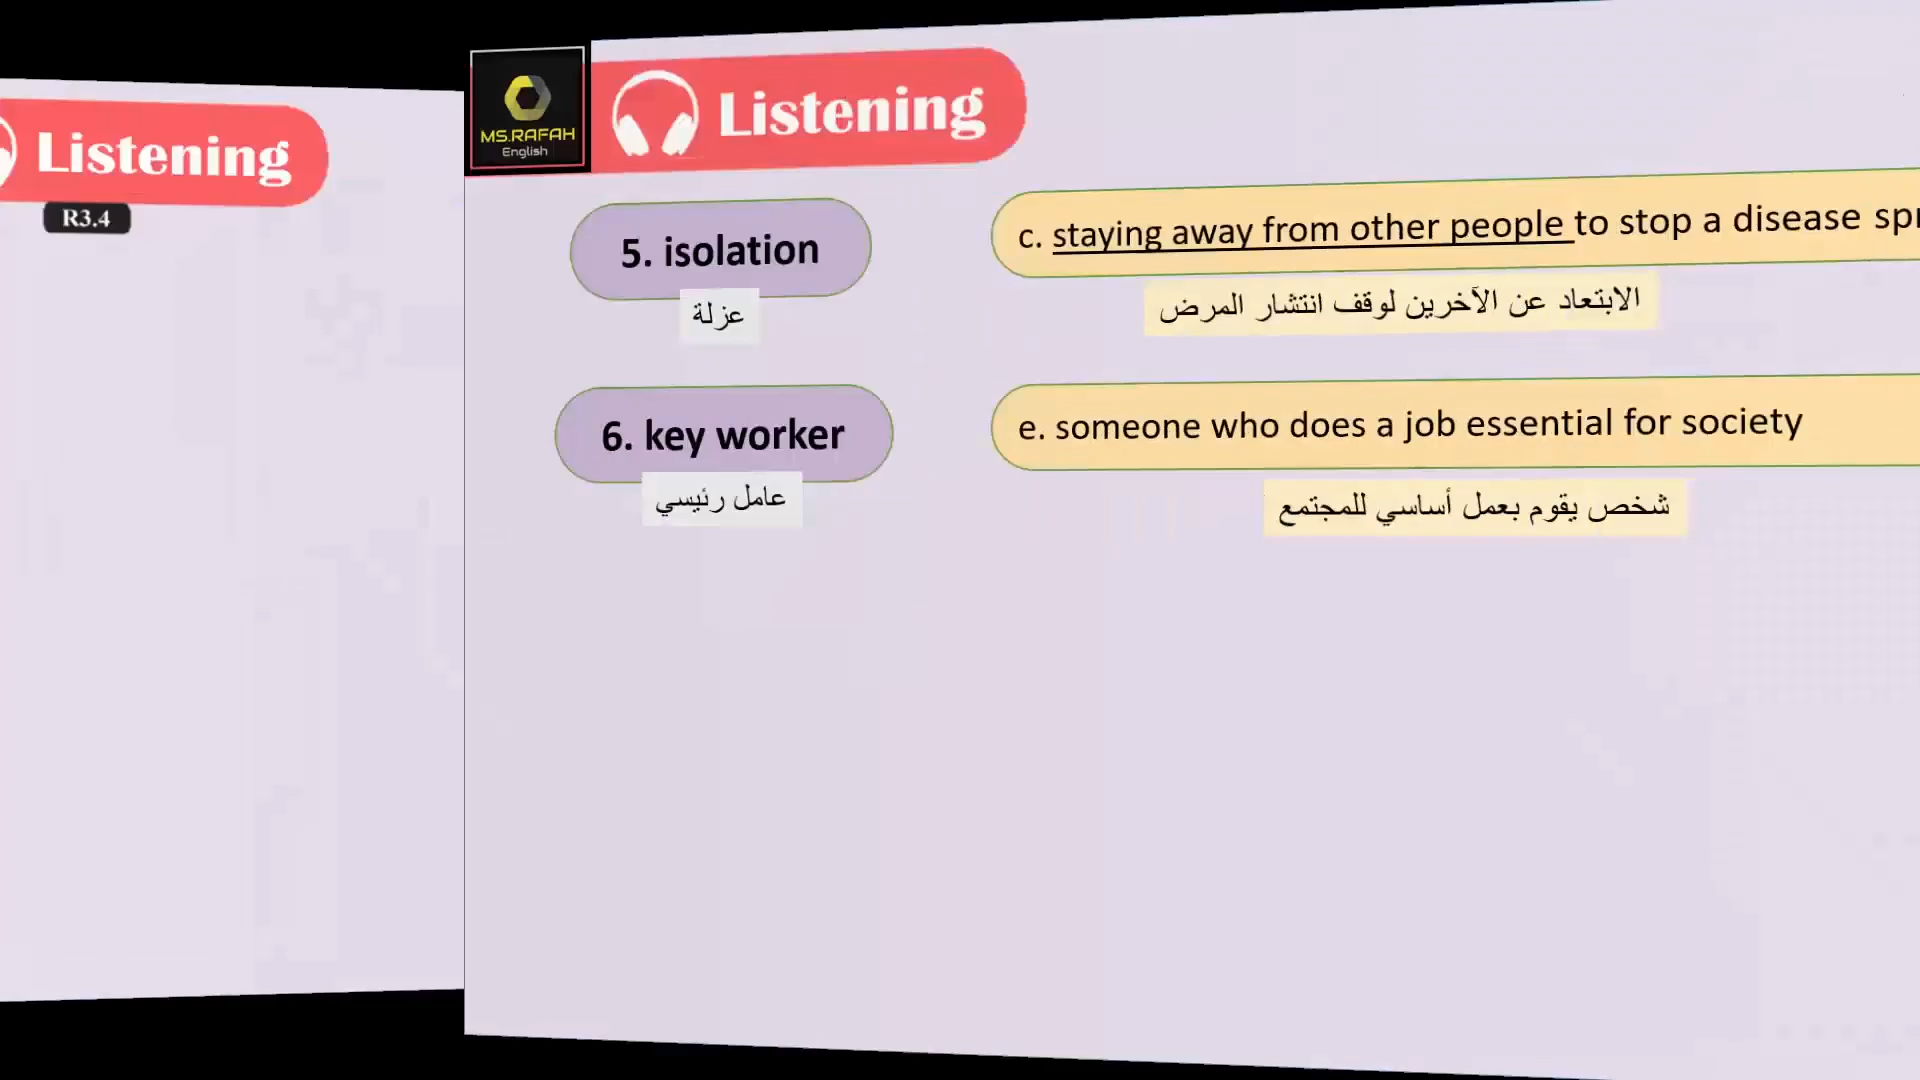 Listening
R3.4
MS.RAFAH
English
Listening
5. isolation
عزلة
c. staying away from other people to stop a disease
الابتعاد عن الآخرين لوقف انتشار المرض
6. key worker
عامل رئيسي
e. someone who does a job essential for society
شخص يقوم بعمل أساسي للمجتمع